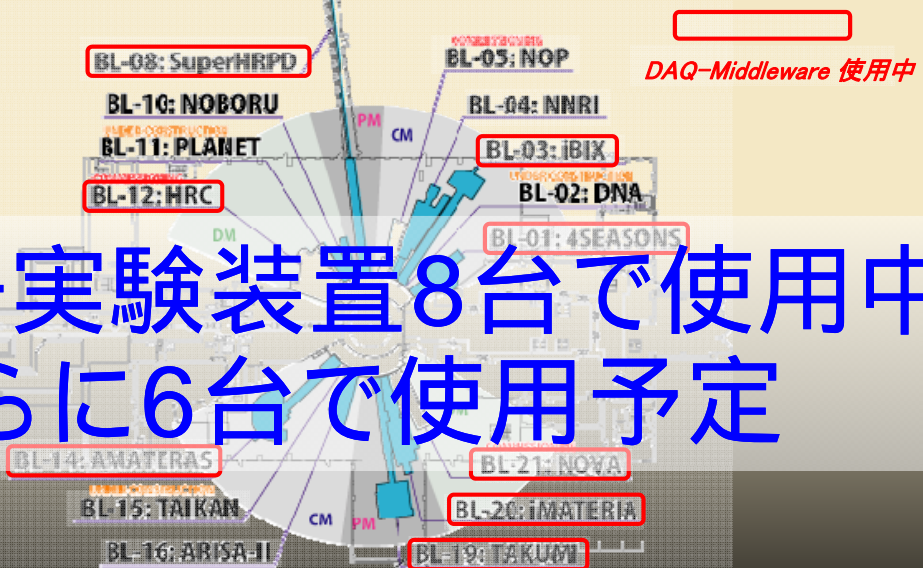 DAQ-Middleware 使用中
BL-08: SuperHRPD
BL-05: NOP
BL-10: NOBORU
BL-04: NNRI
PM
CM
BL-11: PLANET
BL-03: iBIX
BL-12: HRC
BL-02: DNA
DM
BL-01: 4SEASONS
実験装置8台で使用中
らに6台で使用予定
BL-14: AMATERAS
BL-21: NOVA
BL-15: TAIKAN
BL-20: iMATERIA
CM
PM
BL-16: ARISA-II
BL-19: TAKUMI